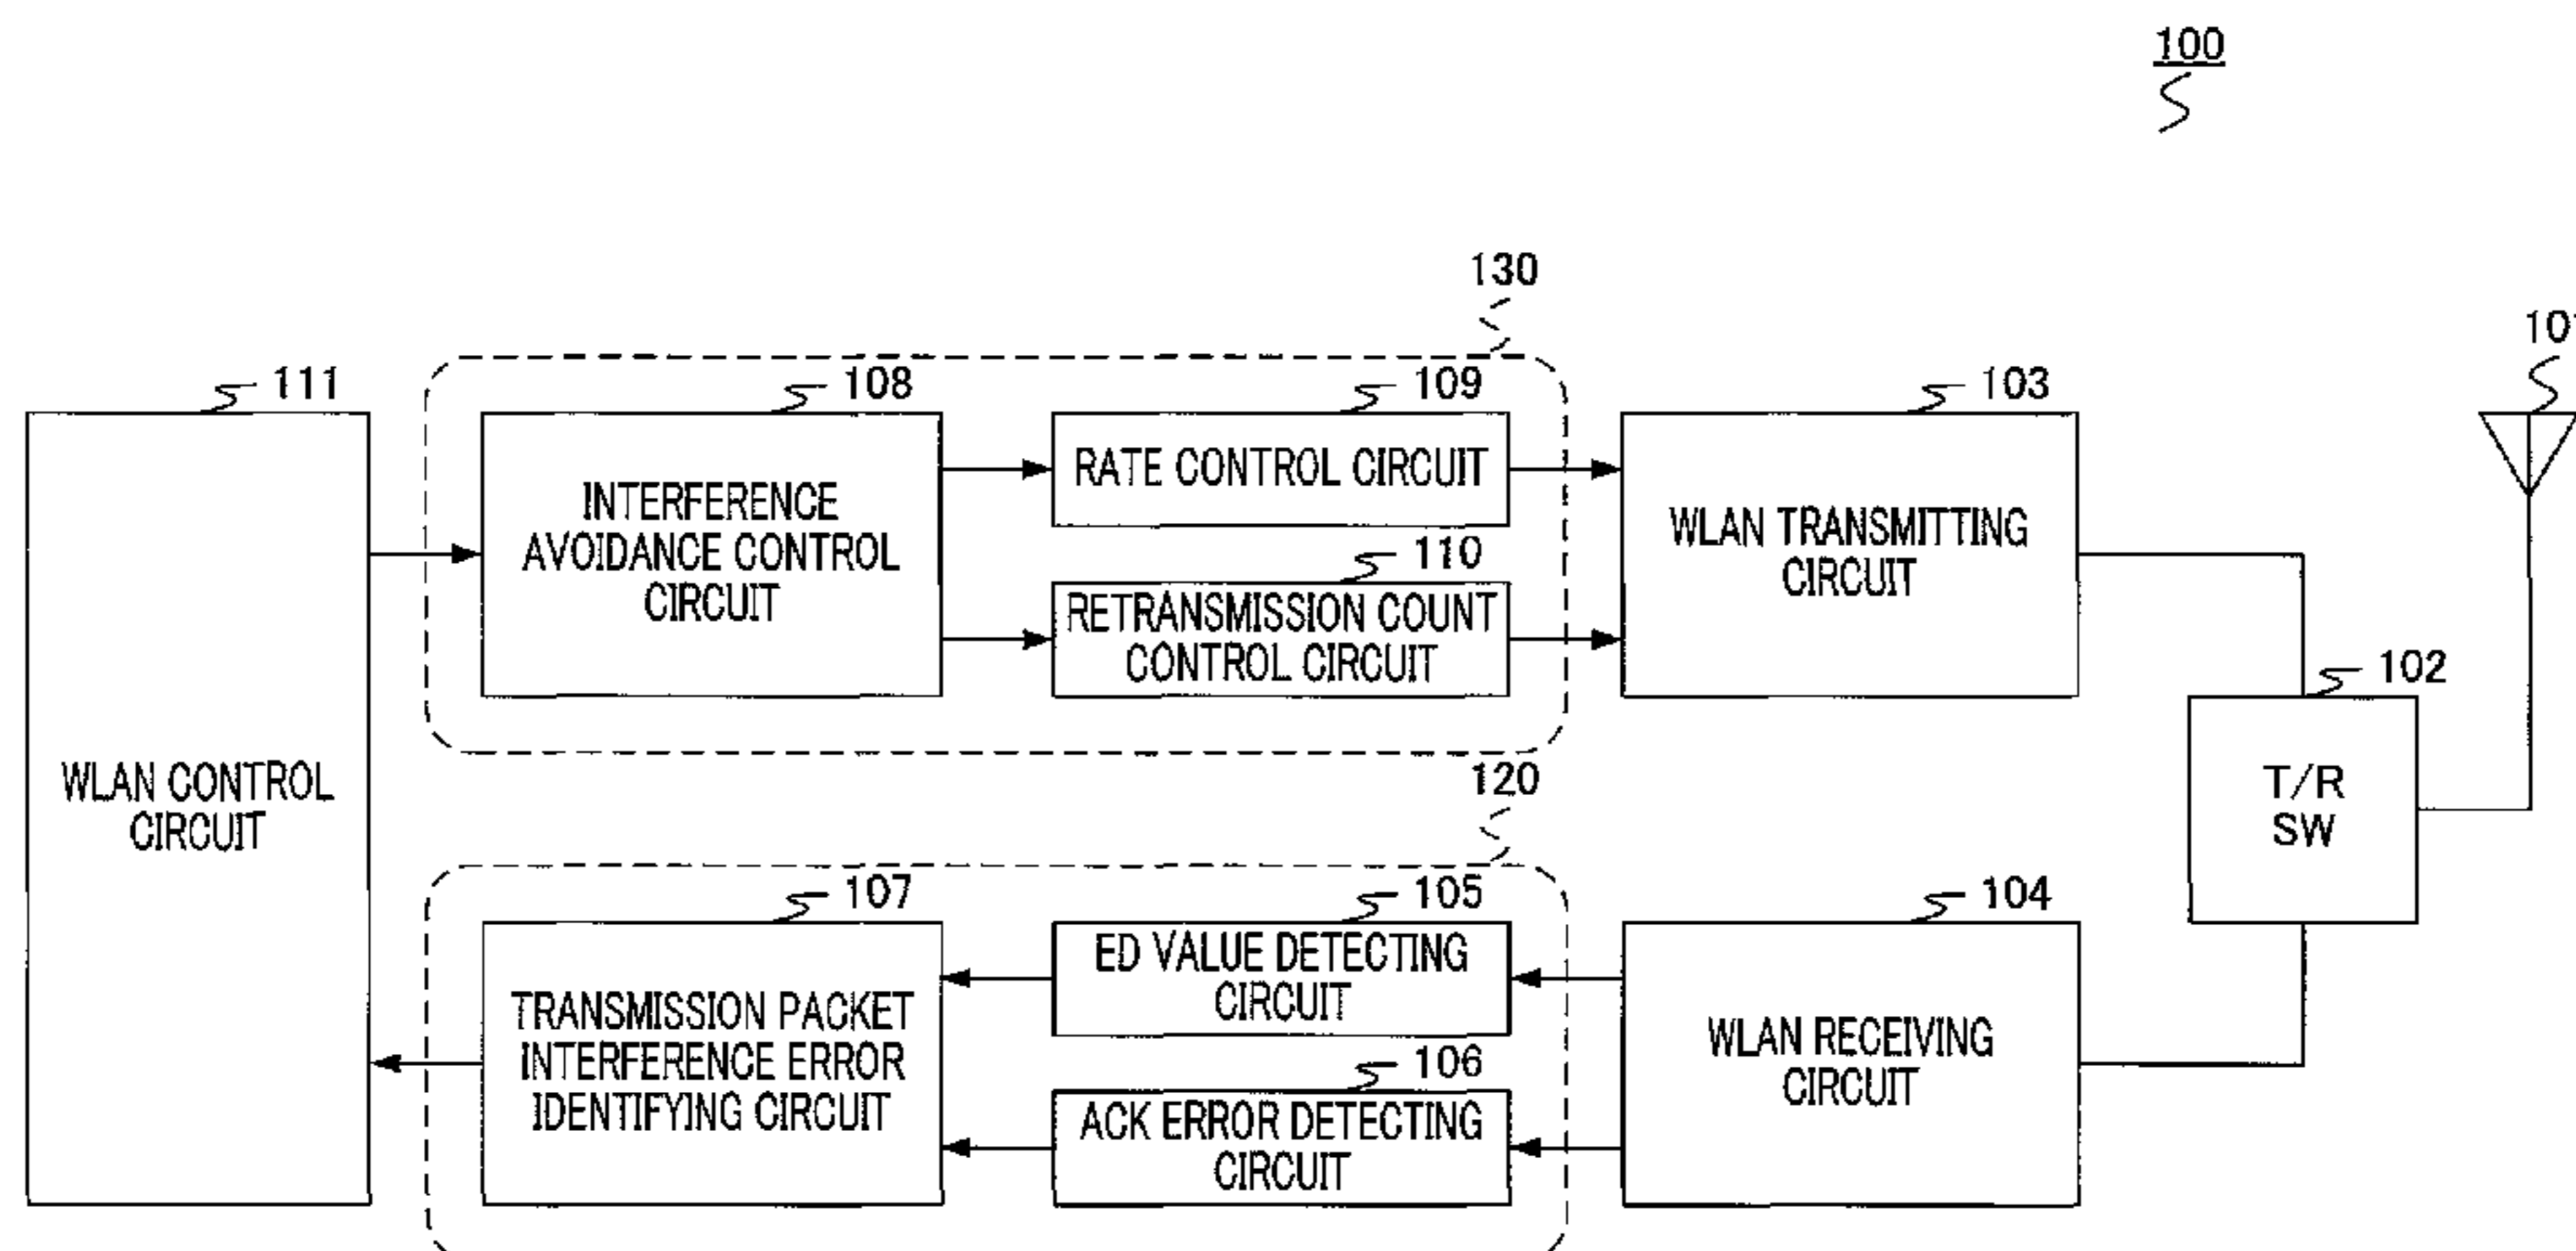 100
130
111
108
109
103
10
INTERFERENCE
AVOIDANCE CONTROL
CIRCUIT
RATE CONTROL CIRCUIT
110
RETRANSMISSION COUNT
CONTROL CIRCUIT
WLAN TRANSMITTING
CIRCUIT
102
T/R
SW
WLAN CONTROL
CIRCUIT
120
107
105
104
TRANSMISSION PACKET
INTERFERENCE ERROR
IDENTIFYING CIRCUIT
ED VALUE DETECTING
CIRCUIT
106
ACK ERROR DETECTING
CIRCUIT
WLAN RECEIVING
CIRCUIT